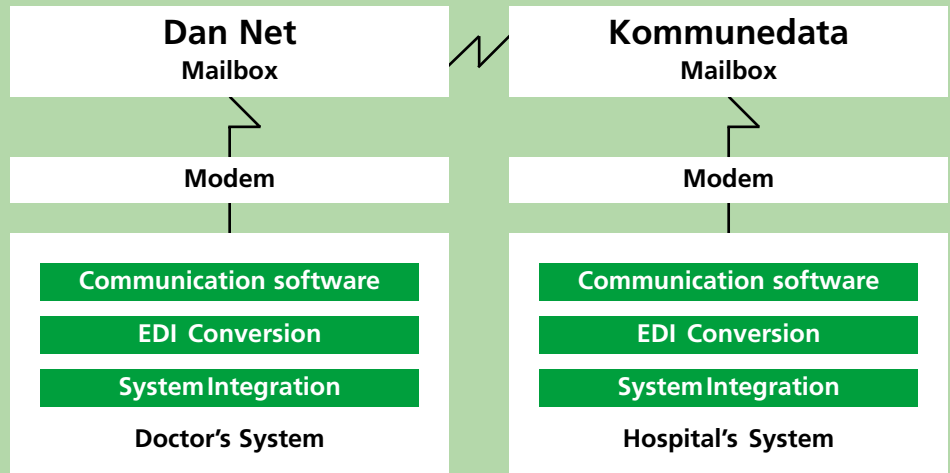 Dan Net
Mailbox
Modem
Communication software
EDI Conversion
System Integration
Doctor's System
Kommunedata
Mailbox
Modem
Communication software
EDI Conversion
System Integration
Hospital's System